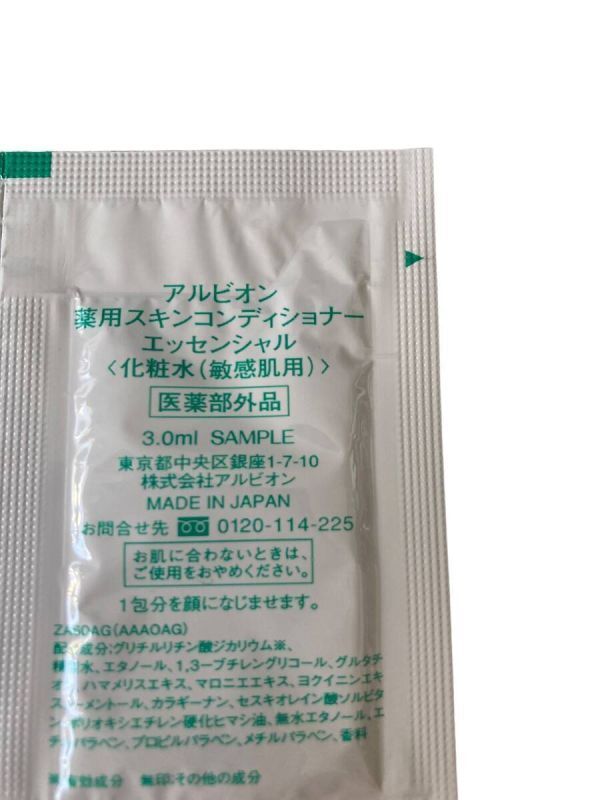 アルビオン
薬用スキンコンディショナー
エッセンシャル
〈化粧水(敏感肌用)〉
医薬部外品
3.0ml SAMPLE
東京都中央区銀座1-7-10
株式会社アルビオン
MADE IN JAPAN
お問合せ先 0120-114-225
お肌に合わないときは、
ご使用をおやめください。
1包分を顔になじませます。
ZASOAG(AAAOAG)
配 成分:グリチルリチン酸ジカリウム※、
水、エタノール、1,3ーブチレングリコール、グルタチ
オ ハマメリスエキス、マロニエエキス、ヨクイニンエキ
ス ーメントール、カラギーナン、セスキオレイン酸ソルビタ
ン オキシエチレン硬化ヒマシ油、無水エタノール、エ
チ パラベン、プロピルパラベン、メチルパラベン、香料
有効成分 無印:その他の成分